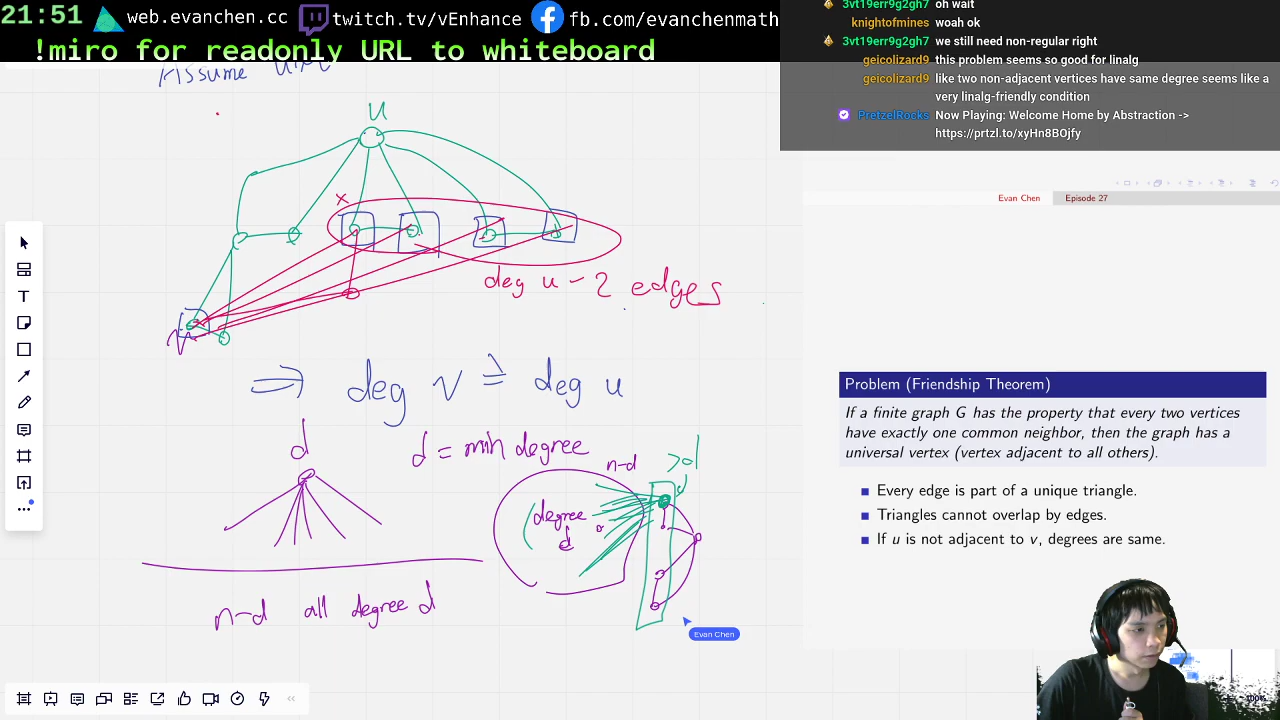 21:51
web.evanchen.cc
twitch.tv/vEnhance
fb.com/evanchenmath
!miro for readonly URL to whiteboard
3vt19err9g2gh7 oh wait
knightofmines woah ok
3vt19err9g2gh7 we still need non-regular right
geicolizard9 this problem seems so good for linalg
geicolizard9 like two non-adjacent vertices have same degree seems like a
very linalg-friendly condition
PretzelRocks Now Playing: Welcome Home by Abstraction ->
https://prtzl.to/xyHn8BOjfy
Assume
u
x
deg u - 2 edges
v
⇒ deg v ≥ deg u
d
d = min degree
n-d
>d
degree
d
n-d all degree d
Evan Chen
Evan Chen Episode 27
Problem (Friendship Theorem)
If a finite graph G has the property that every two vertices
have exactly one common neighbor, then the graph has a
universal vertex (vertex adjacent to all others).
Every edge is part of a unique triangle.
Triangles cannot overlap by edges.
If u is not adjacent to v, degrees are same.